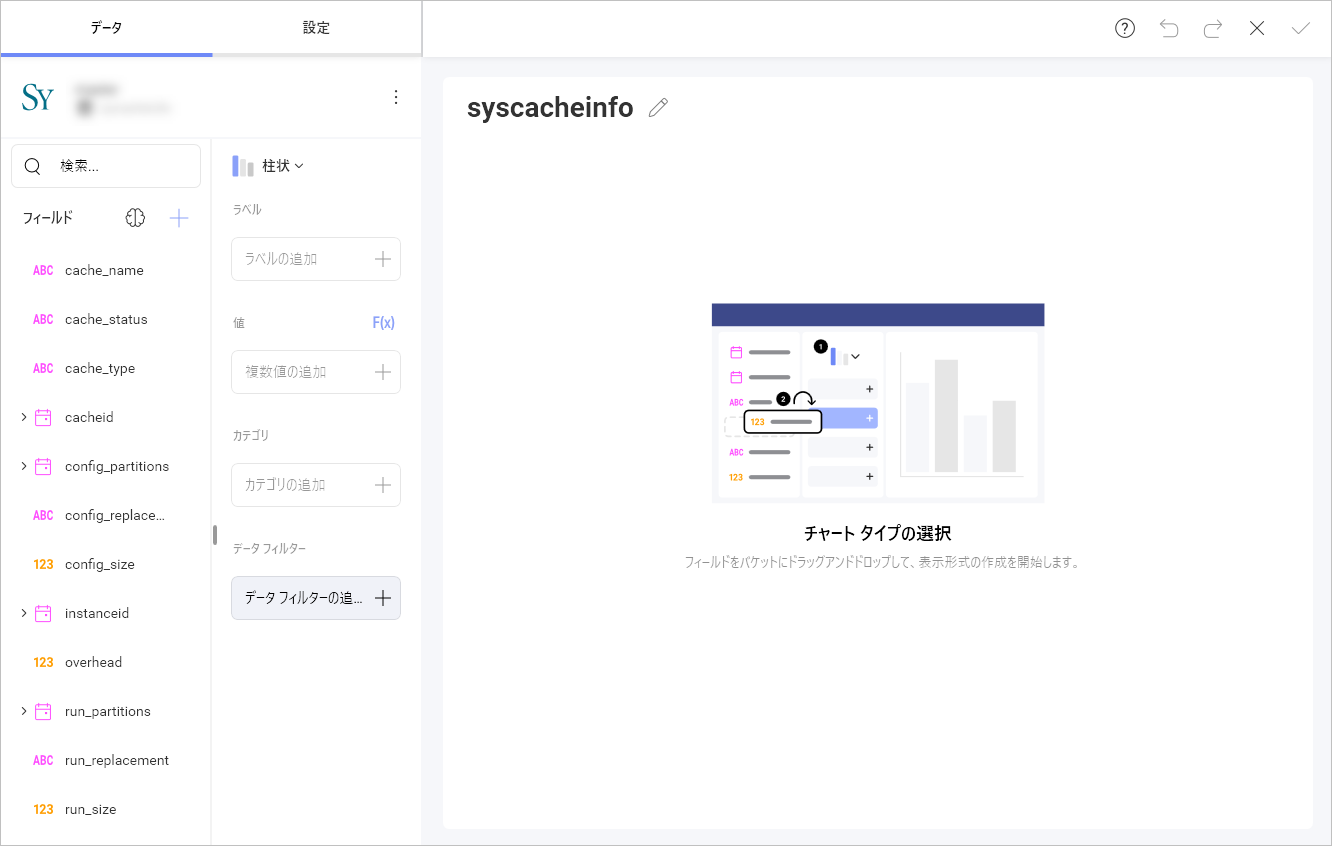 データ
設定
SY
検索...
フィールド
ABC cache_name
ABC cache_status
ABC cache_type
cacheid
config_partitions
ABC config_replace...
123 config_size
instanceid
123 overhead
run_partitions
ABC run_replacement
123 run_size
柱状
ラベル
ラベルの追加
値 F(x)
複数値の追加
カテゴリ
カテゴリの追加
データ フィルター
データ フィルターの追...
syscacheinfo
1
ABC
2
123
ABC
123
チャート タイプの選択
フィールドをバケットにドラッグアンドドロップして、表示形式の作成を開始します。